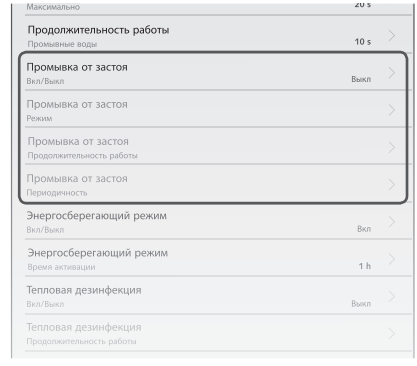 Максимально
20 s
Продолжительность работы
Промывные воды
10 s
Промывка от застоя
Вкл/Выкл
Выкл
Промывка от застоя
Режим
Промывка от застоя
Продолжительность работы
Промывка от застоя
Периодичность
Энергосберегающий режим
Вкл/Выкл
Вкл
Энергосберегающий режим
Время активации
1 h
Тепловая дезинфекция
Вкл/Выкл
Выкл
Тепловая дезинфекция
Продолжительность работы